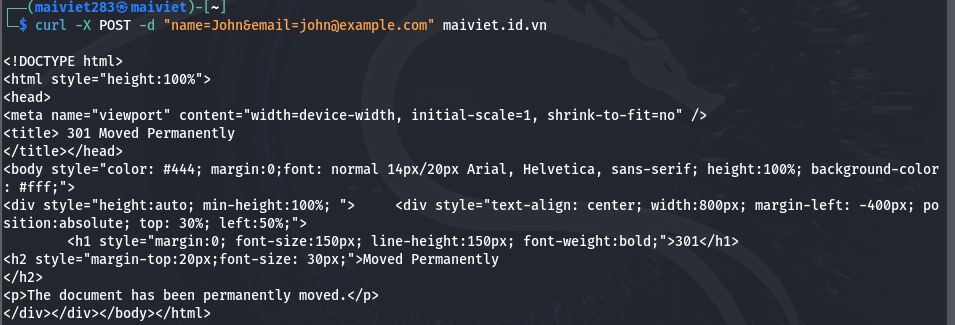 ┌──(maiviet283㉿maiviet)-[~]
└─$ curl -X POST -d "name=John&email=john@example.com" maiviet.id.vn
<!DOCTYPE html>
<html style="height:100%">
<head>
<meta name="viewport" content="width=device-width, initial-scale=1, shrink-to-fit=no" />
<title> 301 Moved Permanently
</title></head>
<body style="color: #444; margin:0;font: normal 14px/20px Arial, Helvetica, sans-serif; height:100%; background-color
: #fff;">
<div style="height:auto; min-height:100%; ">     <div style="text-align: center; width:800px; margin-left: -400px; po
sition:absolute; top: 30%; left:50%;">
        <h1 style="margin:0; font-size:150px; line-height:150px; font-weight:bold;">301</h1>
<h2 style="margin-top:20px;font-size: 30px;">Moved Permanently
</h2>
<p>The document has been permanently moved.</p>
</div></div></body></html>